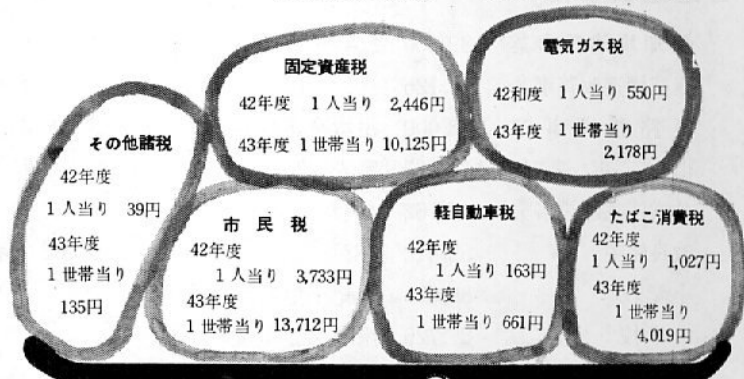 固定資産税
42年度 1人当り 2,446円
43年度 1世帯当り 10,125円
電気ガス税
42和度 1人当り 550円
43年度 1世帯当り
2,178円
その他諸税
42年度
1人当り 39円
43年度
1世帯当り
135円
市民税
42年度
1人当り 3,733円
43年度
1世帯当り 13,712円
軽自動車税
42年度
1人当り 163円
43年度
1世帯当り 661円
たばこ消費税
42年度
1人当り 1,027円
43年度
1世帯当り
4,019円